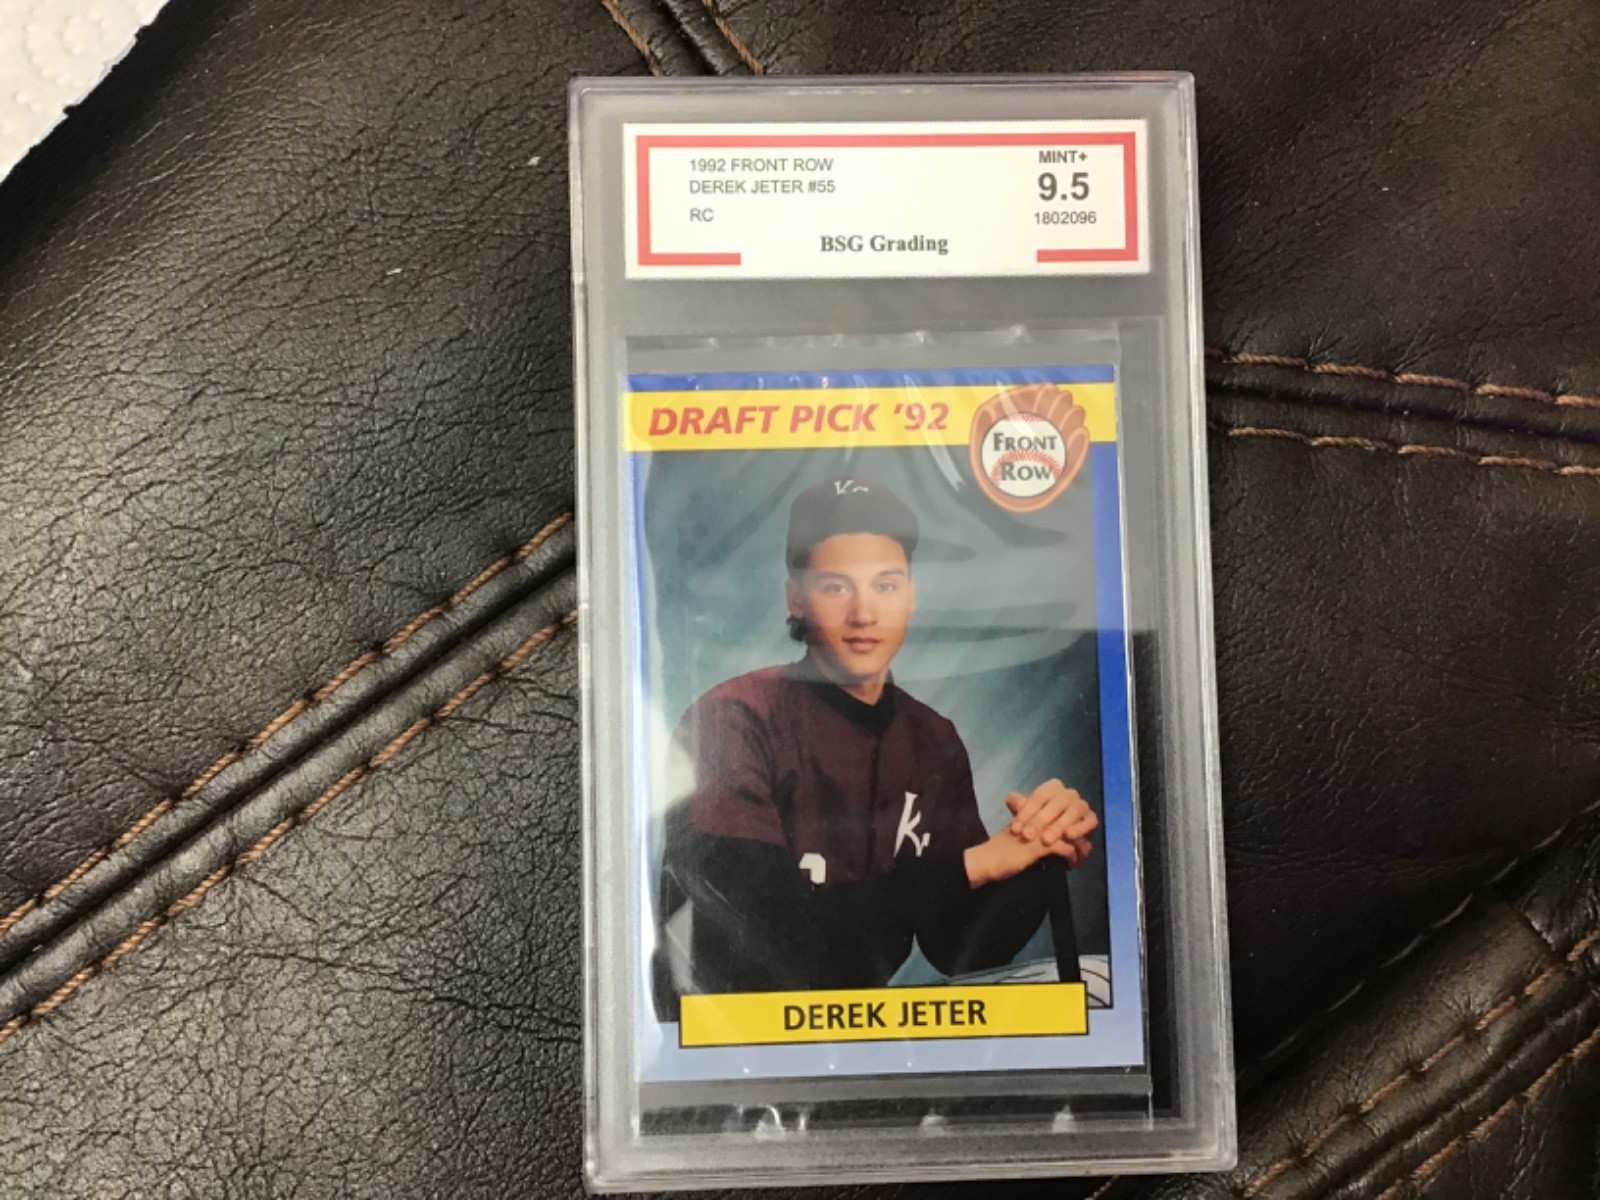 1992 FRONT ROW
DEREK JETER #55
RC
MINT+
9.5
1802096
BSG Grading
DRAFT PICK '92
FRONT
ROW
K
k.
DEREK JETER